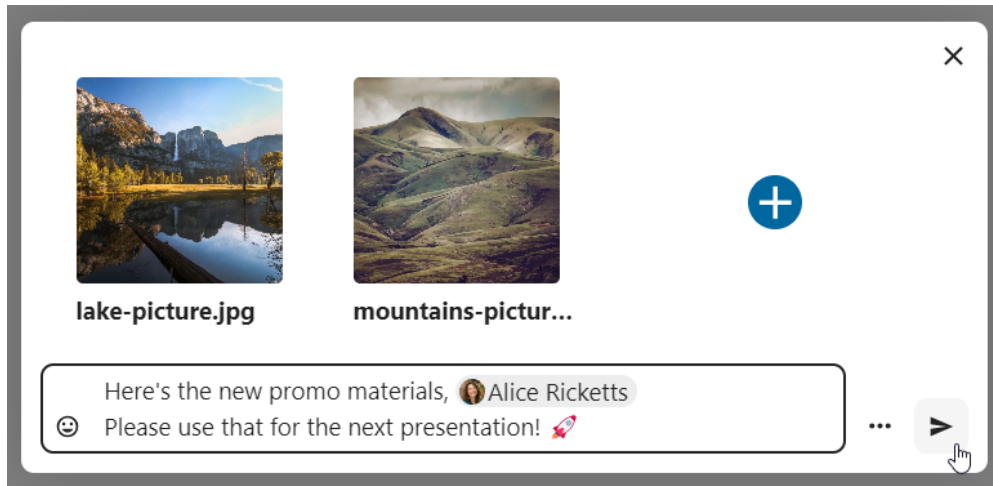 lake-picture.jpg
mountains-pictur...
Here's the new promo materials, Alice Ricketts
Please use that for the next presentation! 🚀